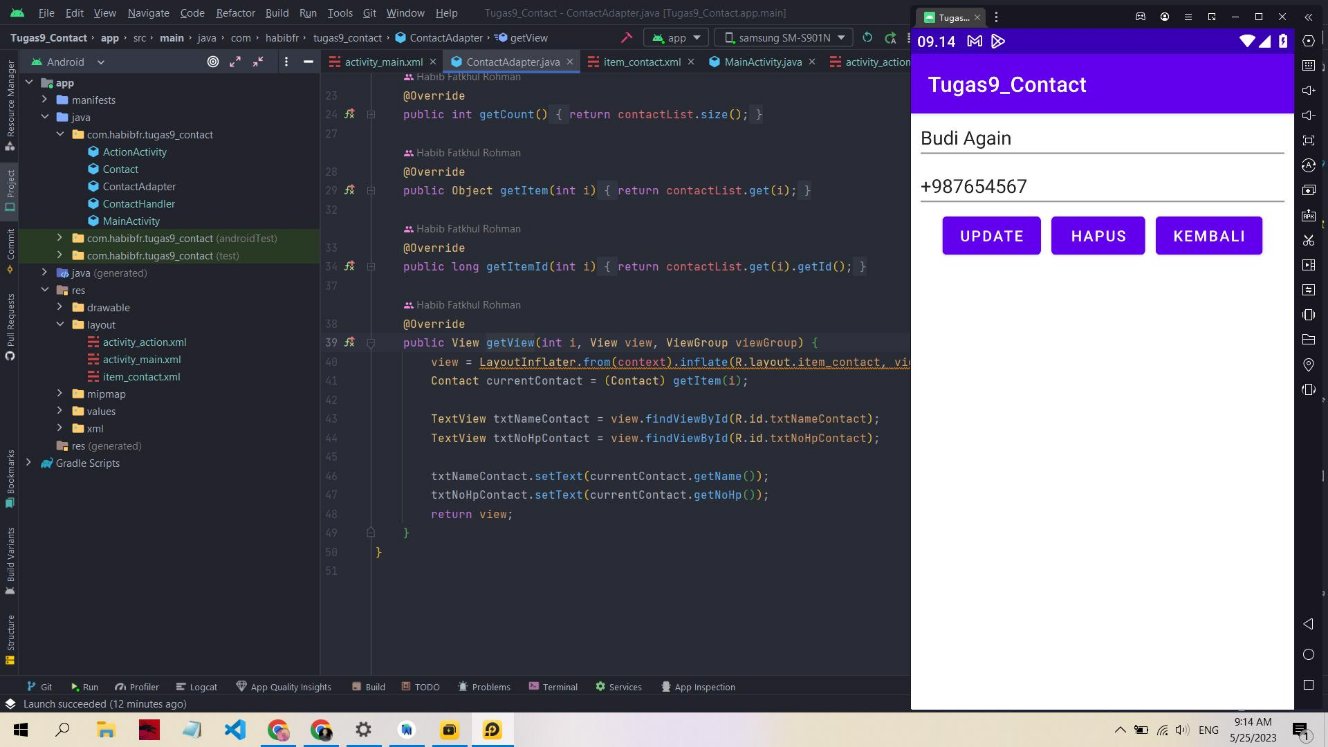 File Edit View Navigate Code Refactor Build Run Tools Git Window Help Tugas9_Contact - ContactAdapter.java [Tugas9_Contact.app.main]
Tugas9_Contact app src main java com habibfr tugas9_contact ContactAdapter getView app samsung SM-S901N
Android
activity_main.xml ContactAdapter.java item_contact.xml MainActivity.java activity_action
Resource Manager
Project
Commit
Pull Requests
Bookmarks
Build Variants
Structure
app
manifests
java
com.habibfr.tugas9_contact
ActionActivity
Contact
ContactAdapter
ContactHandler
MainActivity
com.habibfr.tugas9_contact (androidTest)
com.habibfr.tugas9_contact (test)
java (generated)
res
drawable
layout
activity_action.xml
activity_main.xml
item_contact.xml
mipmap
values
xml
res (generated)
Gradle Scripts
Habib Fatkhul Rohman
23 @Override
24 public int getCount() { return contactList.size(); }
27
Habib Fatkhul Rohman
28 @Override
29 public Object getItem(int i) { return contactList.get(i); }
32
Habib Fatkhul Rohman
33 @Override
34 public long getItemId(int i) { return contactList.get(i).getId(); }
37
Habib Fatkhul Rohman
38 @Override
39 public View getView(int i, View view, ViewGroup viewGroup) {
40 view = LayoutInflater.from(context).inflate(R.layout.item_contact, vi
41 Contact currentContact = (Contact) getItem(i);
42
43 TextView txtNameContact = view.findViewById(R.id.txtNameContact);
44 TextView txtNoHpContact = view.findViewById(R.id.txtNoHpContact);
45
46 txtNameContact.setText(currentContact.getName());
47 txtNoHpContact.setText(currentContact.getNoHp());
48 return view;
49 }
50 }
51
Tugas...
09.14
Tugas9_Contact
Budi Again
+987654567
UPDATE HAPUS KEMBALI
Git Run Profiler Logcat App Quality Insights Build TODO Problems Terminal Services App Inspection
Launch succeeded (12 minutes ago)
ENG
9:14 AM
5/25/2023
1